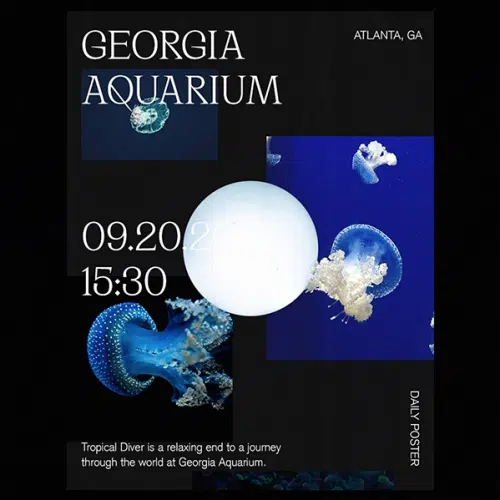 GEORGIA
AQUARIUM
ATLANTA, GA
09.20.2
15:30
Tropical Diver is a relaxing end to a journey
through the world at Georgia Aquarium.
DAILY POSTER